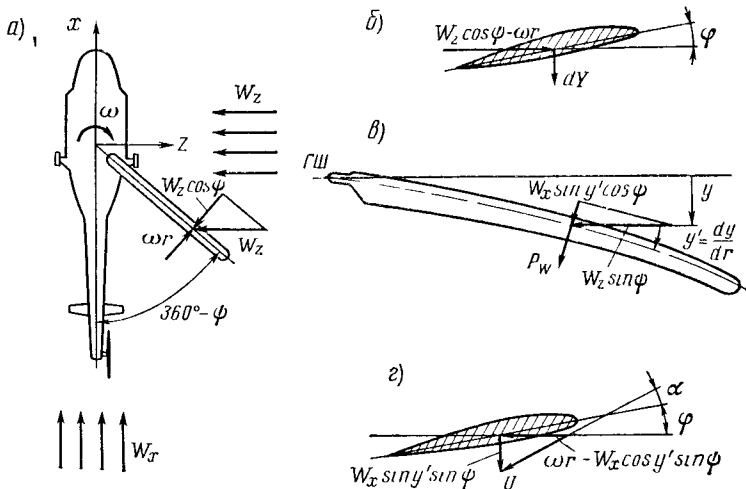 а),
x
ω
z
W_z
W_z cos ψ
ωr
W_z
360° − ψ
W_x
б)
W_z cos ψ − ωr
φ
dY
в)
ГШ
W_x sin y' cos ψ
y
y' = dy/dr
P_w
W_z sin ψ
г)
α
φ
W_x sin y' sin ψ
U
ωr − W_x cos y' sin ψ